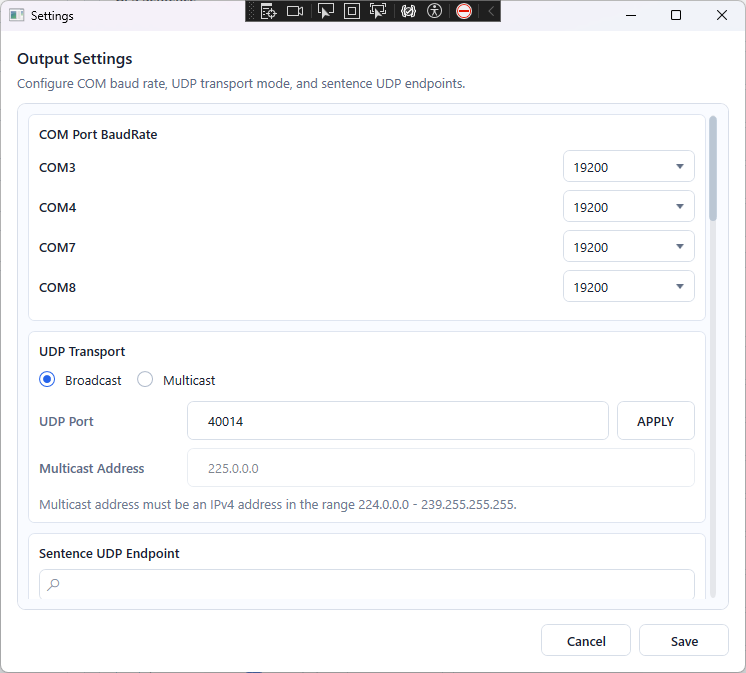 Settings
Output Settings
Configure COM baud rate, UDP transport mode, and sentence UDP endpoints.
COM Port BaudRate
COM3 19200
COM4 19200
COM7 19200
COM8 19200
UDP Transport
Broadcast Multicast
UDP Port 40014 APPLY
Multicast Address 225.0.0.0
Multicast address must be an IPv4 address in the range 224.0.0.0 - 239.255.255.255.
Sentence UDP Endpoint
Cancel Save